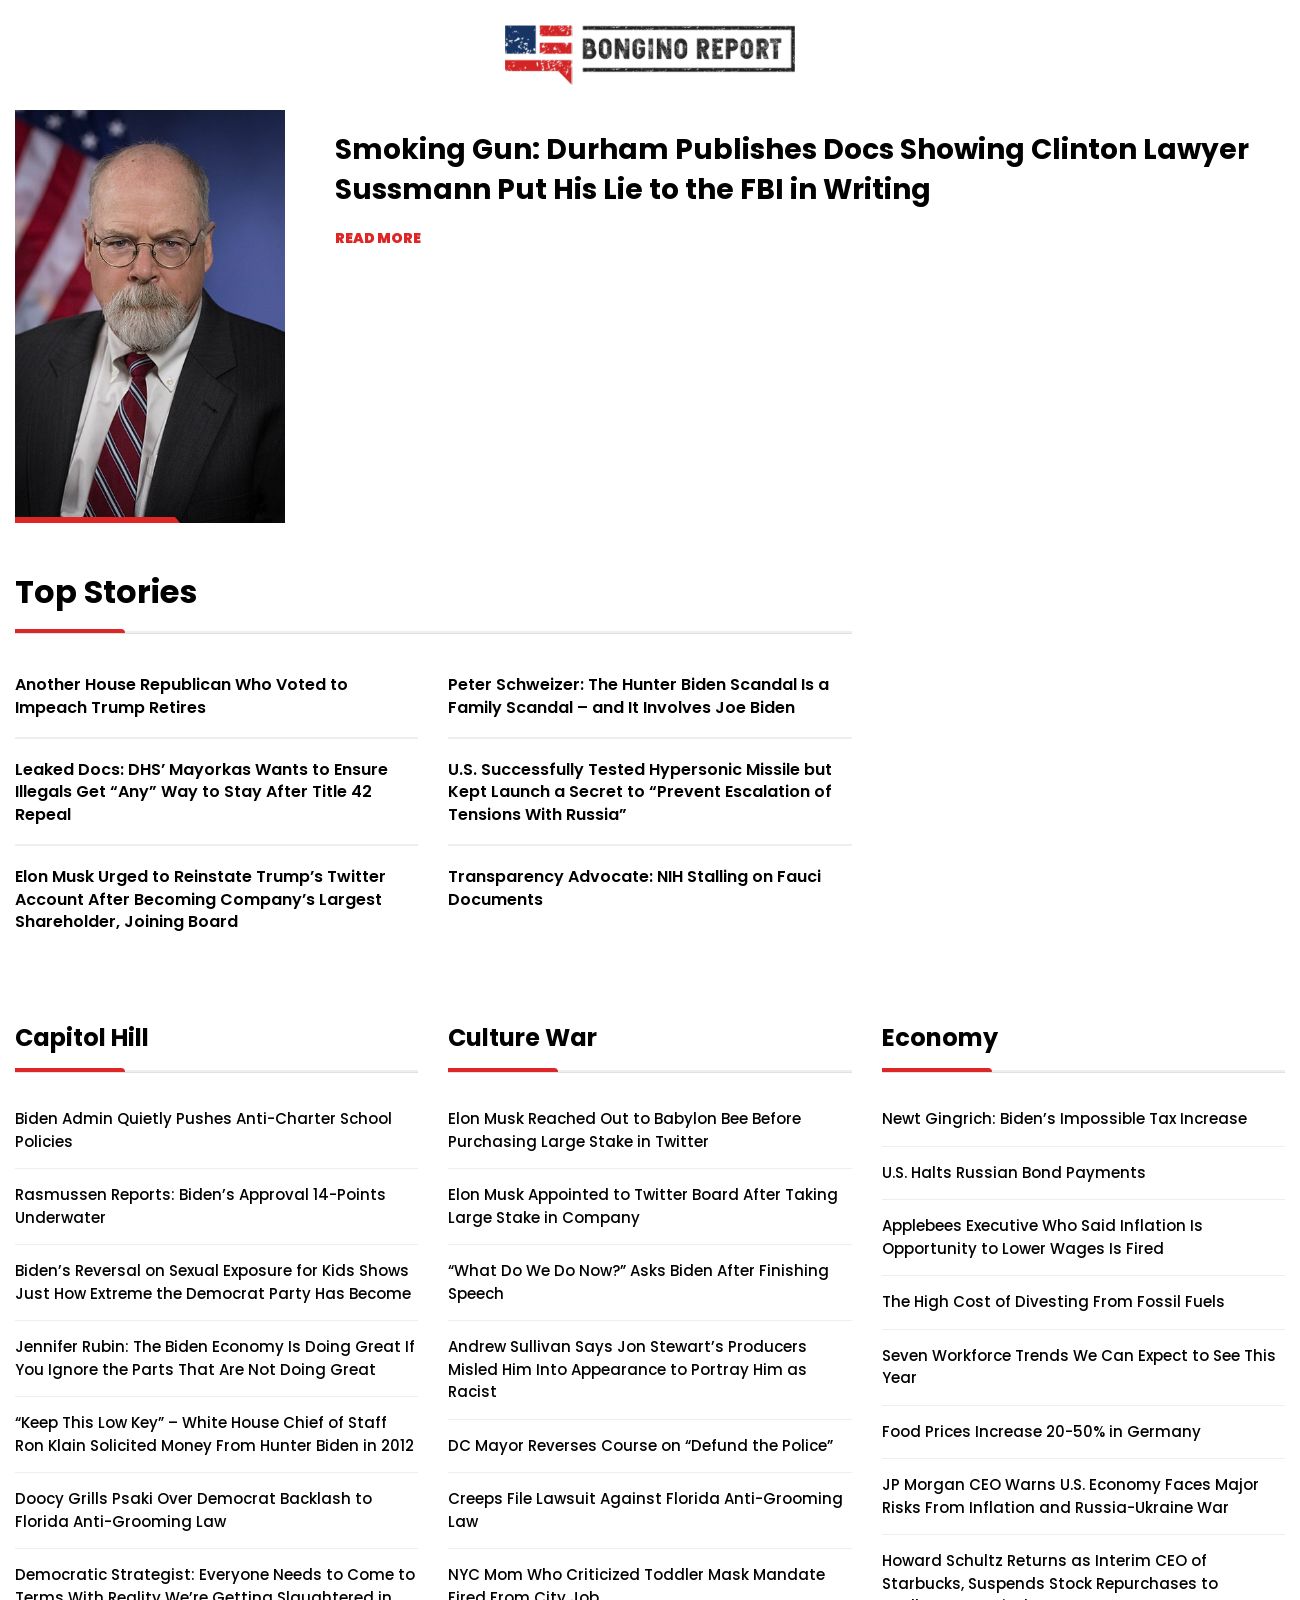 BONGINO REPORT
Smoking Gun: Durham Publishes Docs Showing Clinton Lawyer
Sussmann Put His Lie to the FBI in Writing
READ MORE
Top Stories
Another House Republican Who Voted to
Impeach Trump Retires
Leaked Docs: DHS’ Mayorkas Wants to Ensure
Illegals Get “Any” Way to Stay After Title 42
Repeal
Elon Musk Urged to Reinstate Trump’s Twitter
Account After Becoming Company’s Largest
Shareholder, Joining Board
Peter Schweizer: The Hunter Biden Scandal Is a
Family Scandal – and It Involves Joe Biden
U.S. Successfully Tested Hypersonic Missile but
Kept Launch a Secret to “Prevent Escalation of
Tensions With Russia”
Transparency Advocate: NIH Stalling on Fauci
Documents
Capitol Hill
Biden Admin Quietly Pushes Anti-Charter School
Policies
Rasmussen Reports: Biden’s Approval 14-Points
Underwater
Biden’s Reversal on Sexual Exposure for Kids Shows
Just How Extreme the Democrat Party Has Become
Jennifer Rubin: The Biden Economy Is Doing Great If
You Ignore the Parts That Are Not Doing Great
“Keep This Low Key” – White House Chief of Staff
Ron Klain Solicited Money From Hunter Biden in 2012
Doocy Grills Psaki Over Democrat Backlash to
Florida Anti-Grooming Law
Democratic Strategist: Everyone Needs to Come to
Terms With Reality We’re Getting Slaughtered in
Culture War
Elon Musk Reached Out to Babylon Bee Before
Purchasing Large Stake in Twitter
Elon Musk Appointed to Twitter Board After Taking
Large Stake in Company
“What Do We Do Now?” Asks Biden After Finishing
Speech
Andrew Sullivan Says Jon Stewart’s Producers
Misled Him Into Appearance to Portray Him as
Racist
DC Mayor Reverses Course on “Defund the Police”
Creeps File Lawsuit Against Florida Anti-Grooming
Law
NYC Mom Who Criticized Toddler Mask Mandate
Fired From City Job
Economy
Newt Gingrich: Biden’s Impossible Tax Increase
U.S. Halts Russian Bond Payments
Applebees Executive Who Said Inflation Is
Opportunity to Lower Wages Is Fired
The High Cost of Divesting From Fossil Fuels
Seven Workforce Trends We Can Expect to See This
Year
Food Prices Increase 20-50% in Germany
JP Morgan CEO Warns U.S. Economy Faces Major
Risks From Inflation and Russia-Ukraine War
Howard Schultz Returns as Interim CEO of
Starbucks, Suspends Stock Repurchases to